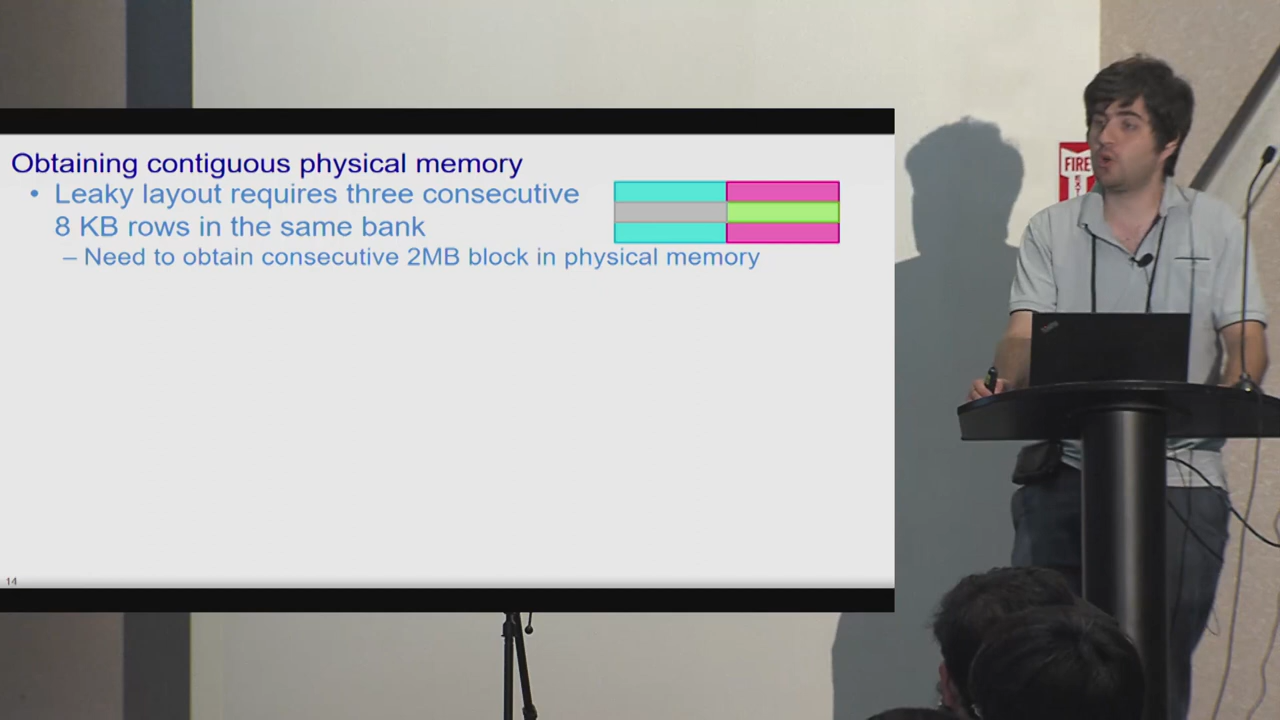 Obtaining contiguous physical memory
• Leaky layout requires three consecutive
8 KB rows in the same bank
– Need to obtain consecutive 2MB block in physical memory
14
FIRE